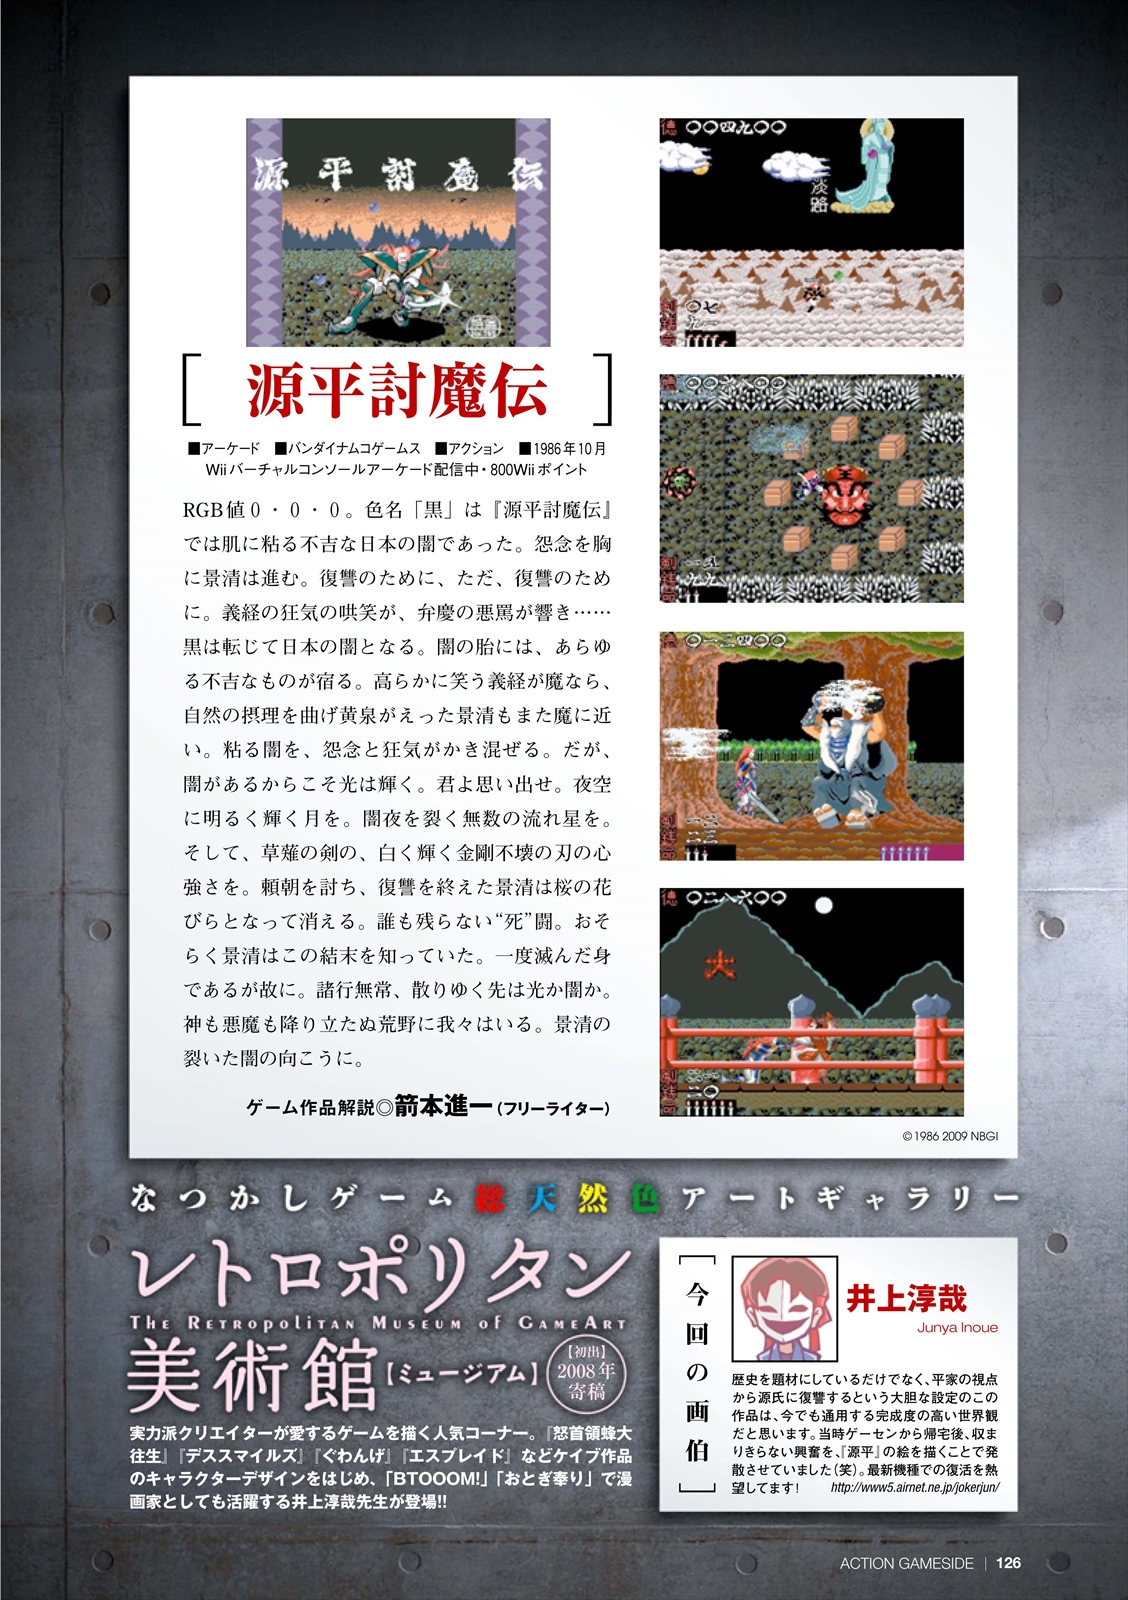 源平討魔伝
源平討魔伝
■アーケード ■バンダイナムコゲームス ■アクション ■1986年10月
Wiiバーチャルコンソールアーケード配信中・800Wiiポイント
RGB値０・０・０。色名「黒」は『源平討魔伝』
では肌に粘る不吉な日本の闇であった。怨念を胸
に景清は進む。復讐のために、ただ、復讐のため
に。義経の狂気の哄笑が、弁慶の悪罵が響き……
黒は転じて日本の闇となる。闇の胎には、あらゆ
る不吉なものが宿る。高らかに笑う義経が魔なら、
自然の摂理を曲げ黄泉がえった景清もまた魔に近
い。粘る闇を、怨念と狂気がかき混ぜる。だが、
闇があるからこそ光は輝く。君よ思い出せ。夜空
に明るく輝く月を。闇夜を裂く無数の流れ星を。
そして、草薙の剣の、白く輝く金剛不壊の刃の心
強さを。頼朝を討ち、復讐を終えた景清は桜の花
びらとなって消える。誰も残らない“死”闘。おそ
らく景清はこの結末を知っていた。一度滅んだ身
であるが故に。諸行無常、散りゆく先は光か闇か。
神も悪魔も降り立たぬ荒野に我々はいる。景清の
裂いた闇の向こうに。
ゲーム作品解説◎箭本進一（フリーライター）
徳 〇〇四九〇〇
淡路
〇七
〇一三四〇〇
徳 〇二八六〇〇
大
二〇
©1986 2009 NBGI
なつかしゲーム総天然色アートギャラリー
レトロポリタン
The Retropolitan Museum of GameArt
美術館【ミュージアム】
【初出】
2008年
寄稿
実力派クリエイターが愛するゲームを描く人気コーナー。『怒首領蜂大
往生』『デススマイルズ』『ぐわんげ』『エスプレイド』などケイブ作品
のキャラクターデザインをはじめ、「BTOOOM!」「おとぎ奉り」で漫
画家としても活躍する井上淳哉先生が登場!!
［今回の画伯］
井上淳哉
Junya Inoue
歴史を題材にしているだけでなく、平家の視点
から源氏に復讐するという大胆な設定のこの
作品は、今でも通用する完成度の高い世界観
だと思います。当時ゲーセンから帰宅後、収ま
りきらない興奮を、『源平』の絵を描くことで発
散させていました（笑）。最新機種での復活を熱
望してます！ http://www5.airnet.ne.jp/jokerjun/
ACTION GAMESIDE | 126